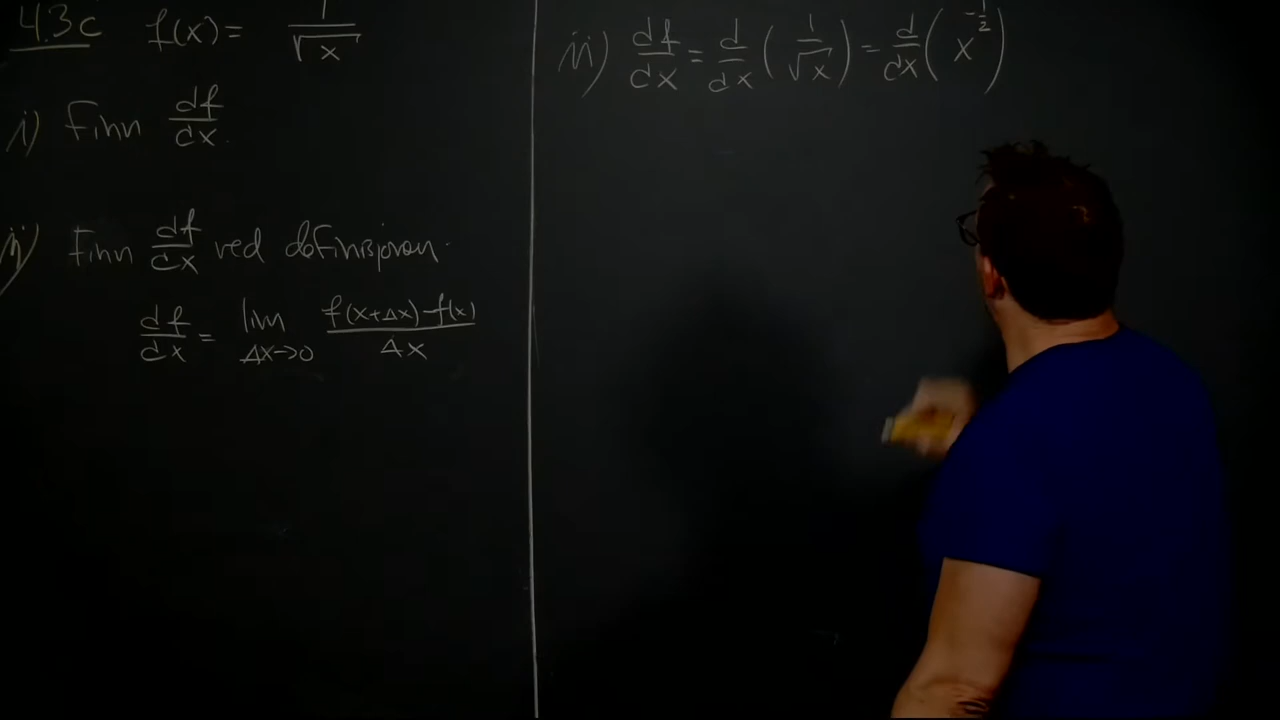 4.3c f(x) = 1/√x
i) Finn df/dx.
ii) Finn df/dx ved definisjonen.
df/dx = lim Δx→0 f(x+Δx)-f(x)/Δx
ii) df/dx = d/dx (1/√x) = d/dx (x^-1/2)